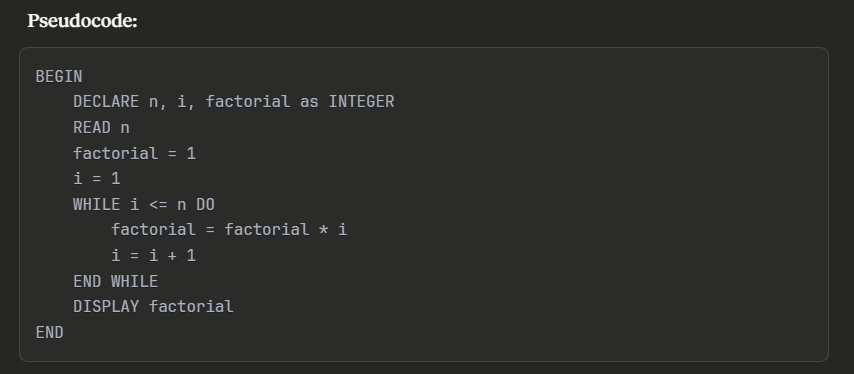 Pseudocode:
BEGIN
    DECLARE n, i, factorial as INTEGER
    READ n
    factorial = 1
    i = 1
    WHILE i <= n DO
        factorial = factorial * i
        i = i + 1
    END WHILE
    DISPLAY factorial
END